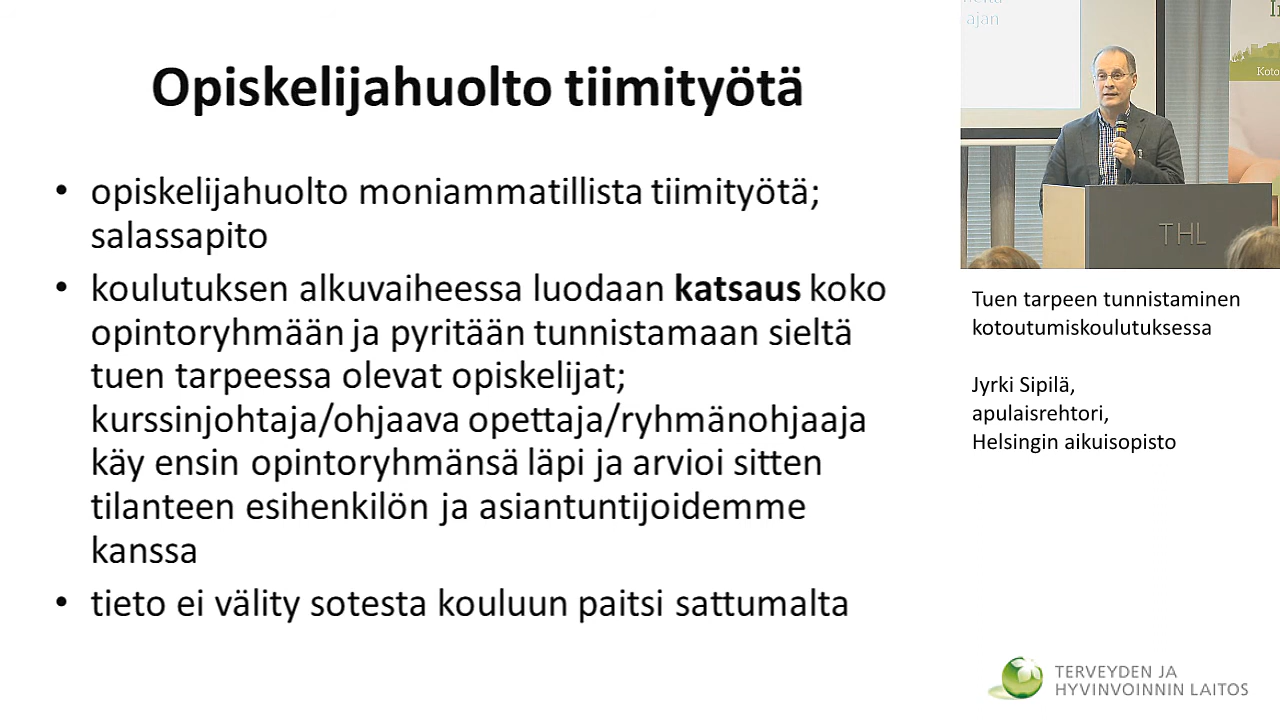 Opiskelijahuolto tiimityötä
• opiskelijahuolto moniammatillista tiimityötä;
salassapito
• koulutuksen alkuvaiheessa luodaan katsaus koko
opintoryhmään ja pyritään tunnistamaan sieltä
tuen tarpeessa olevat opiskelijat;
kurssinjohtaja/ohjaava opettaja/ryhmänohjaaja
käy ensin opintoryhmänsä läpi ja arvioi sitten
tilanteen esihenkilön ja asiantuntijoidemme
kanssa
• tieto ei välity sotesta kouluun paitsi sattumalta
ajan
Koto
THL
Tuen tarpeen tunnistaminen
kotoutumiskoulutuksessa
Jyrki Sipilä,
apulaisrehtori,
Helsingin aikuisopisto
TERVEYDEN JA
HYVINVOINNIN LAITOS